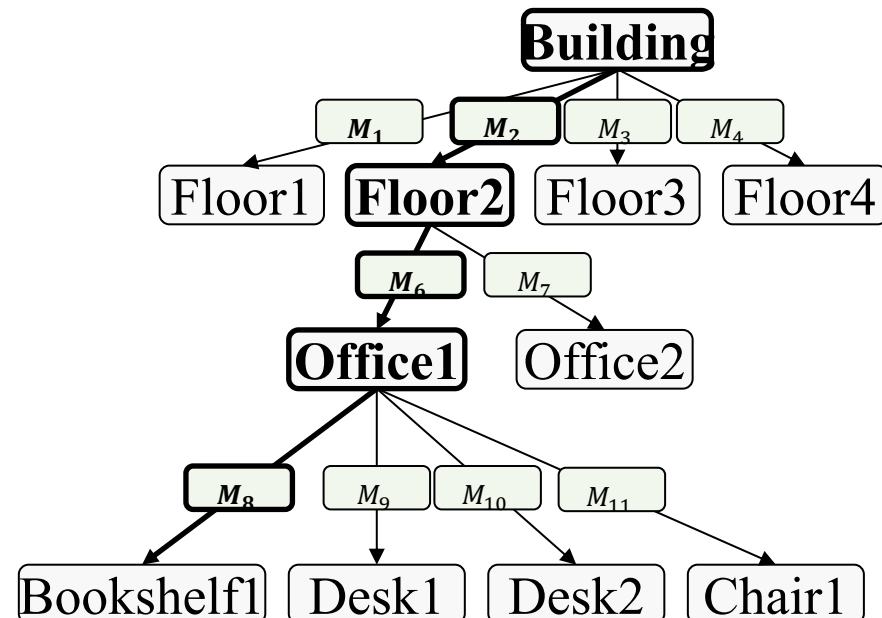 Building
M1 M2 M3 M4
Floor1 Floor2 Floor3 Floor4
M6 M7
Office1 Office2
M8 M9 M10 M11
Bookshelf1 Desk1 Desk2 Chair1